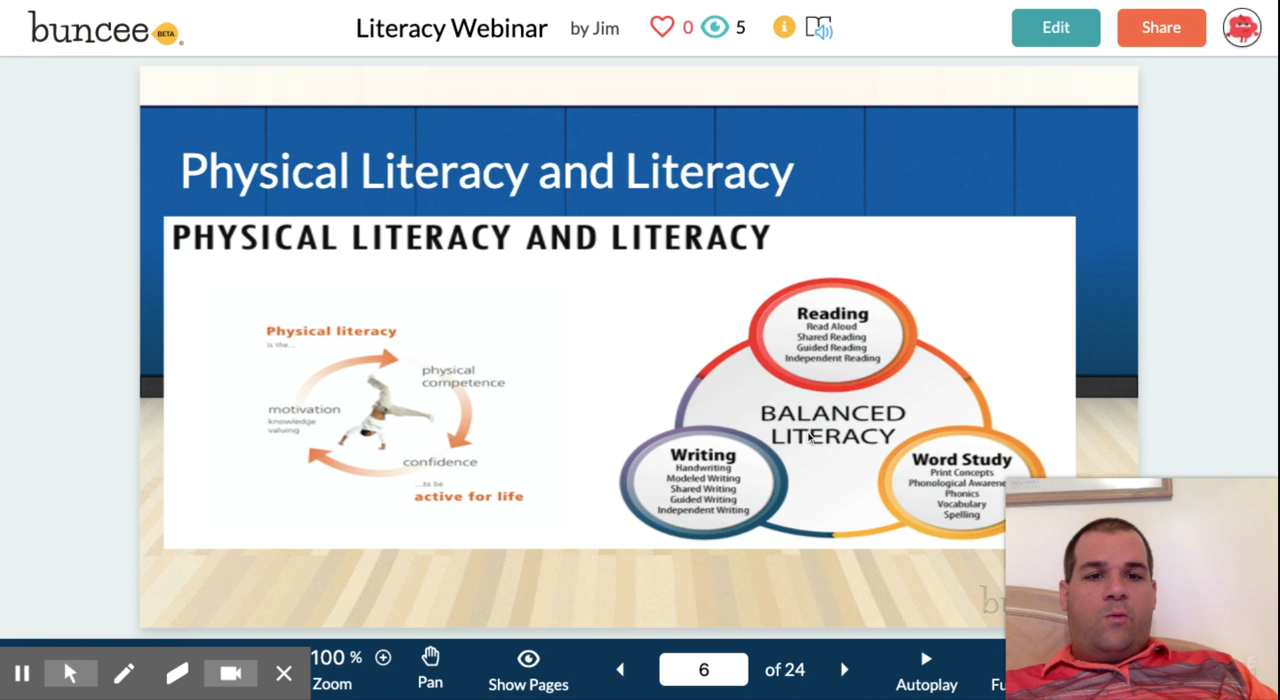 buncee BETA
Literacy Webinar by Jim 0 5 Edit Share
Physical Literacy and Literacy
PHYSICAL LITERACY AND LITERACY
Physical literacy
is the...
physical
competence
motivation
knowledge
valuing
confidence
...to be
active for life
Reading
Read Aloud
Shared Reading
Guided Reading
Independent Reading
BALANCED
LITERACY
Writing
Handwriting
Modeled Writing
Shared Writing
Guided Writing
Independent Writing
Word Study
Print Concepts
Phonological Awarene
Phonics
Vocabulary
Spelling
100 %
Zoom
Pan
Show Pages
6 of 24
Autoplay